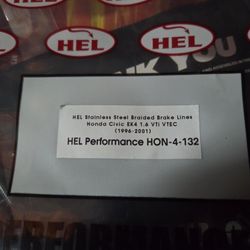 HEL
HEL
HEL
HEL Stainless Steel Braided Brake Lines
Honda Civic EK4 1.6 VTi VTEC
(1996-2001)
HEL Performance HON-4-132